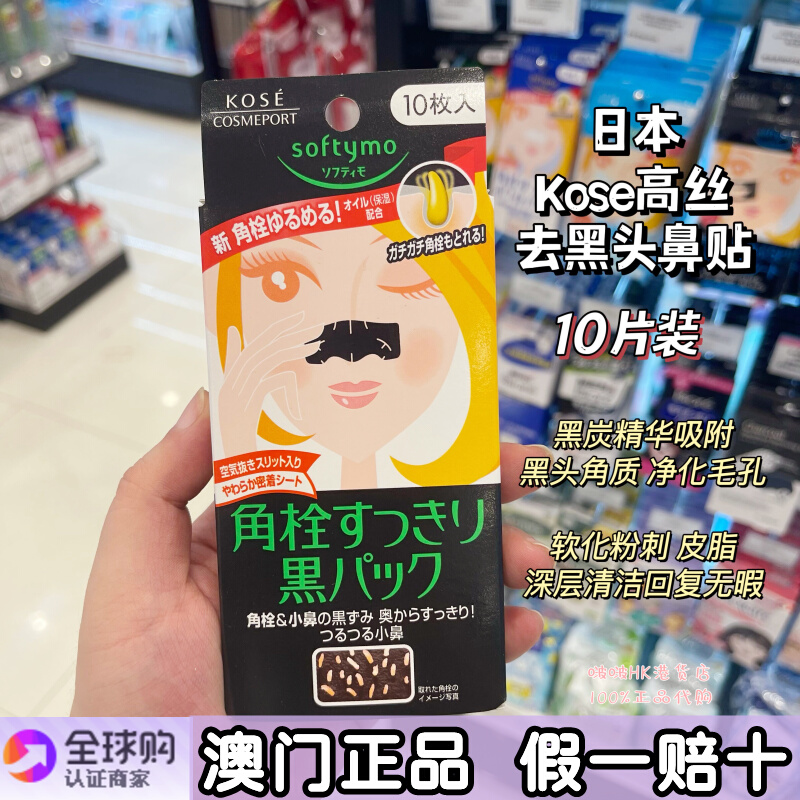 KOSÉ
COSMEPORT
10枚入
softymo
ソフティモ
新 角栓ゆるめる! オイル(保湿)
配合
ガチガチ角栓もとれる!
空気抜きスリット入り
やわらか密着シート
角栓すっきり
黒パック
角栓&小鼻の黒ずみ 奥からすっきり!
つるつる小鼻
取れた角栓の
イメージ写真
日本
Kose高丝
去黑头鼻贴
10片装
黑炭精华吸附
黑头角质 净化毛孔
软化粉刺 皮脂
深层清洁回复无暇
啾啾HK港货店
100%正品代购
全球购
认证商家
澳门正品 假一赔十